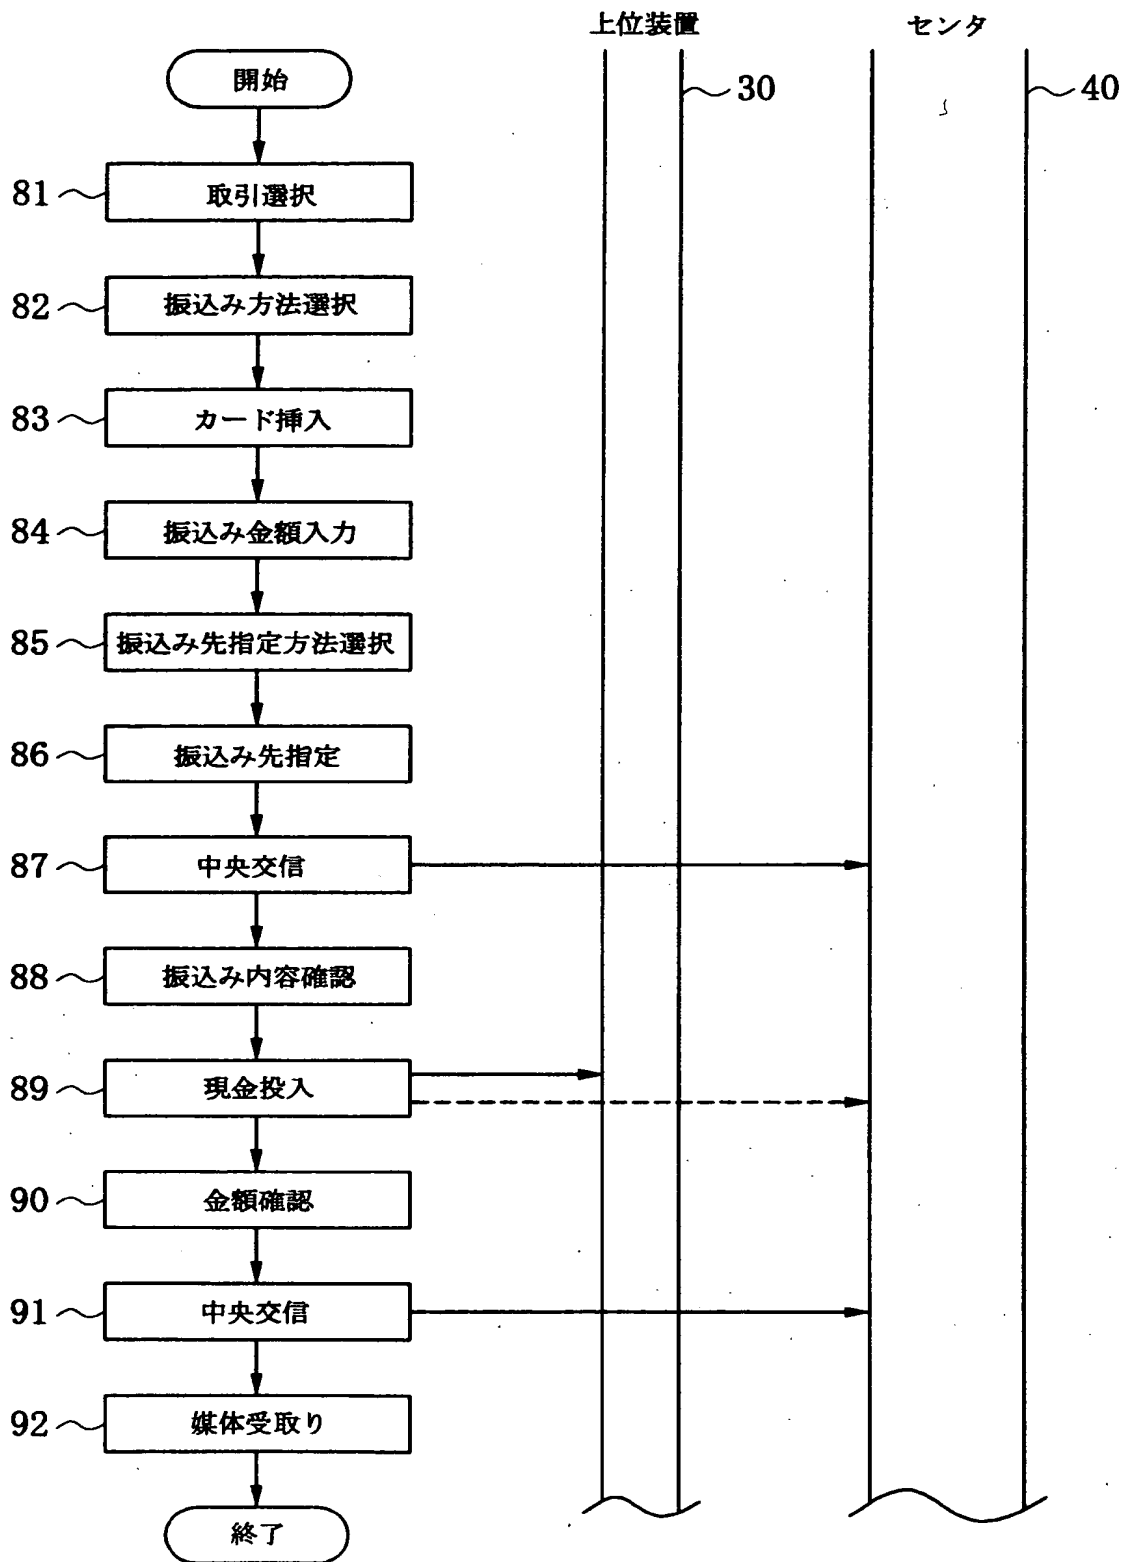 上位装置
センタ
開始
30
40
81
取引選択
82
振込み方法選択
83
カード挿入
84
振込み金額入力
85
振込み先指定方法選択
86
振込み先指定
87
中央交信
88
振込み内容確認
89
現金投入
90
金額確認
91
中央交信
92
媒体受取り
終了